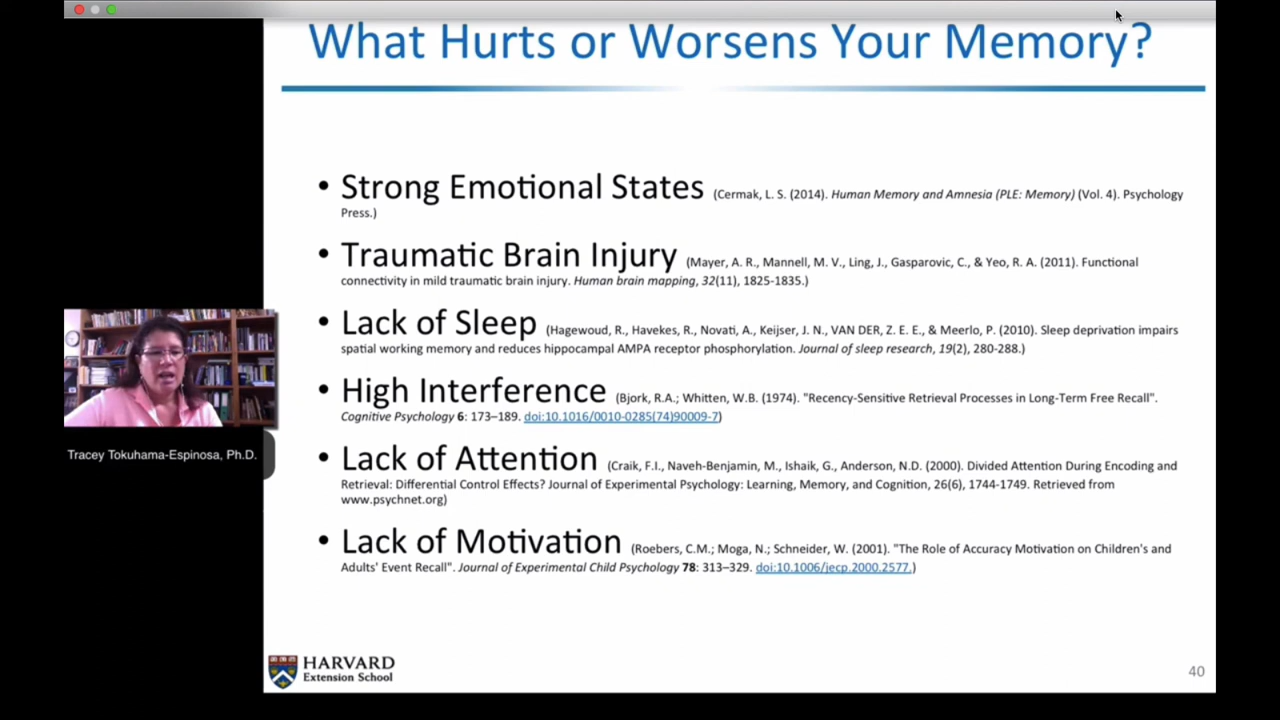 What Hurts or Worsens Your Memory?
• Strong Emotional States (Cermak, L. S. (2014). Human Memory and Amnesia (PLE: Memory) (Vol. 4). Psychology
Press.)
• Traumatic Brain Injury (Mayer, A. R., Mannell, M. V., Ling, J., Gasparovic, C., & Yeo, R. A. (2011). Functional
connectivity in mild traumatic brain injury. Human brain mapping, 32(11), 1825-1835.)
• Lack of Sleep (Hagewoud, R., Havekes, R., Novati, A., Keijser, J. N., VAN DER, Z. E. E., & Meerlo, P. (2010). Sleep deprivation impairs
spatial working memory and reduces hippocampal AMPA receptor phosphorylation. Journal of sleep research, 19(2), 280-288.)
• High Interference (Bjork, R.A.; Whitten, W.B. (1974). "Recency-Sensitive Retrieval Processes in Long-Term Free Recall".
Cognitive Psychology 6: 173–189. doi:10.1016/0010-0285(74)90009-7)
• Lack of Attention (Craik, F.I., Naveh-Benjamin, M., Ishaik, G., Anderson, N.D. (2000). Divided Attention During Encoding and
Retrieval: Differential Control Effects? Journal of Experimental Psychology: Learning, Memory, and Cognition, 26(6), 1744-1749. Retrieved from
www.psychnet.org)
• Lack of Motivation (Roebers, C.M.; Moga, N.; Schneider, W. (2001). "The Role of Accuracy Motivation on Children's and
Adults' Event Recall". Journal of Experimental Child Psychology 78: 313–329. doi:10.1006/jecp.2000.2577.)
Tracey Tokuhama-Espinosa, Ph.D.
HARVARD
Extension School
40